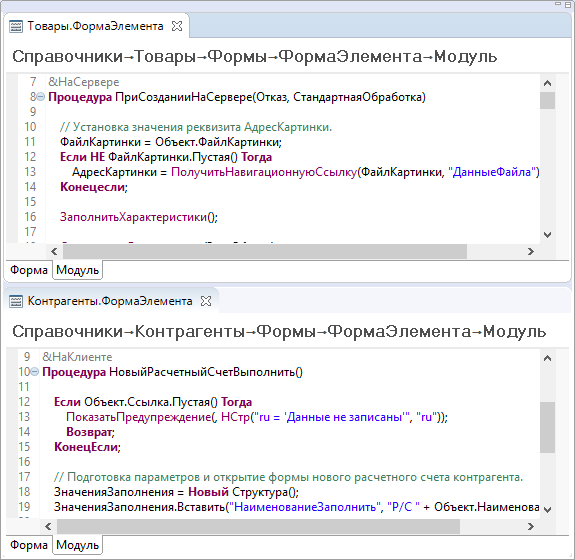 Товары.ФормаЭлемента
Справочники→Товары→Формы→ФормаЭлемента→Модуль
7 &НаСервере
8 Процедура ПриСозданииНаСервере(Отказ, СтандартнаяОбработка)
9
10 // Установка значения реквизита АдресКартинки.
11 ФайлКартинки = Объект.ФайлКартинки;
12 Если НЕ ФайлКартинки.Пустая() Тогда
13 АдресКартинки = ПолучитьНавигационнуюСсылку(ФайлКартинки, "ДанныеФайла")
14 Конецесли;
15
16 ЗаполнитьХарактеристики();
17
Форма Модуль
Контрагенты.ФормаЭлемента
Справочники→Контрагенты→Формы→ФормаЭлемента→Модуль
9 &НаКлиенте
10 Процедура НовыйРасчетныйСчетВыполнить()
11
12 Если Объект.Ссылка.Пустая() Тогда
13 ПоказатьПредупреждение(, НСтр("ru = 'Данные не записаны'", "ru"));
14 Возврат;
15 КонецЕсли;
16
17 // Подготовка параметров и открытие формы нового расчетного счета контрагента.
18 ЗначенияЗаполнения = Новый Структура();
19 ЗначенияЗаполнения.Вставить("НаименованиеЗаполнить", "Р/С " + Объект.Наименова
Форма Модуль